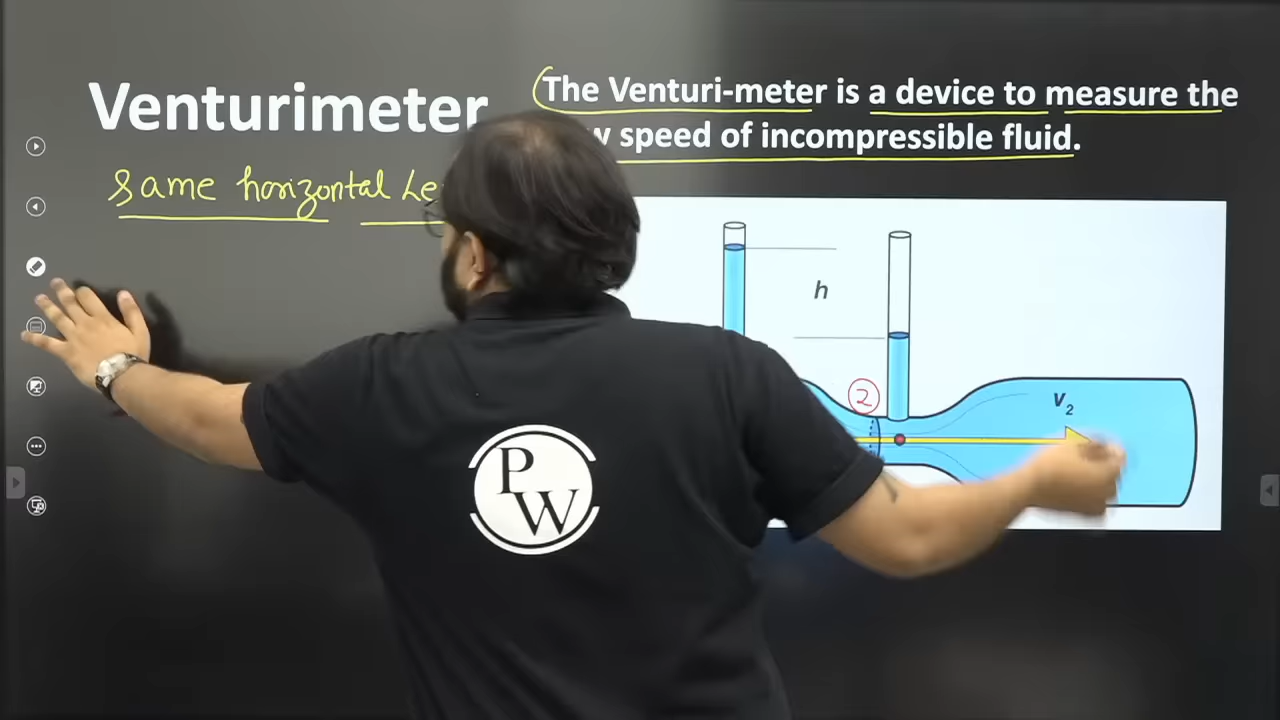 Venturimeter
The Venturi-meter is a device to measure the
speed of incompressible fluid.
Same horizontal
h
2
v2
PW